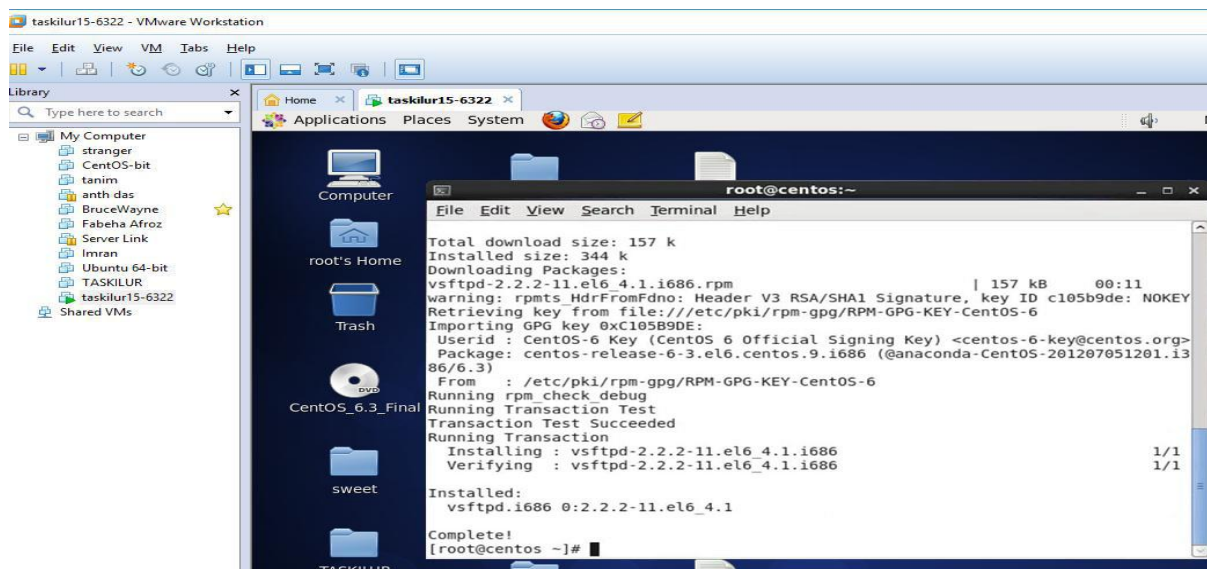 taskilur15-6322 - VMware Workstation
File Edit View VM Tabs Help
Library
Type here to search
My Computer
stranger
CentOS-bit
tanim
anth das
BruceWayne
Fabeha Afroz
Server Link
Imran
Ubuntu 64-bit
TASKILUR
taskilur15-6322
Shared VMs
Home
taskilur15-6322
Applications Places System
Computer
root's Home
Trash
DVD
CentOS_6.3_Final
sweet
TASKILUR
root@centos:~
File Edit View Search Terminal Help
Total download size: 157 k
Installed size: 344 k
Downloading Packages:
vsftpd-2.2.2-11.el6_4.1.i686.rpm | 157 kB 00:11
warning: rpmts_HdrFromFdno: Header V3 RSA/SHA1 Signature, key ID c105b9de: NOKEY
Retrieving key from file:///etc/pki/rpm-gpg/RPM-GPG-KEY-CentOS-6
Importing GPG key 0xC105B9DE:
Userid : CentOS-6 Key (CentOS 6 Official Signing Key) <centos-6-key@centos.org>
Package: centos-release-6-3.el6.centos.9.i686 (@anaconda-CentOS-201207051201.i3
86/6.3)
From : /etc/pki/rpm-gpg/RPM-GPG-KEY-CentOS-6
Running rpm_check_debug
Running Transaction Test
Transaction Test Succeeded
Running Transaction
Installing : vsftpd-2.2.2-11.el6_4.1.i686 1/1
Verifying : vsftpd-2.2.2-11.el6_4.1.i686 1/1
Installed:
vsftpd.i686 0:2.2.2-11.el6_4.1
Complete!
[root@centos ~]#